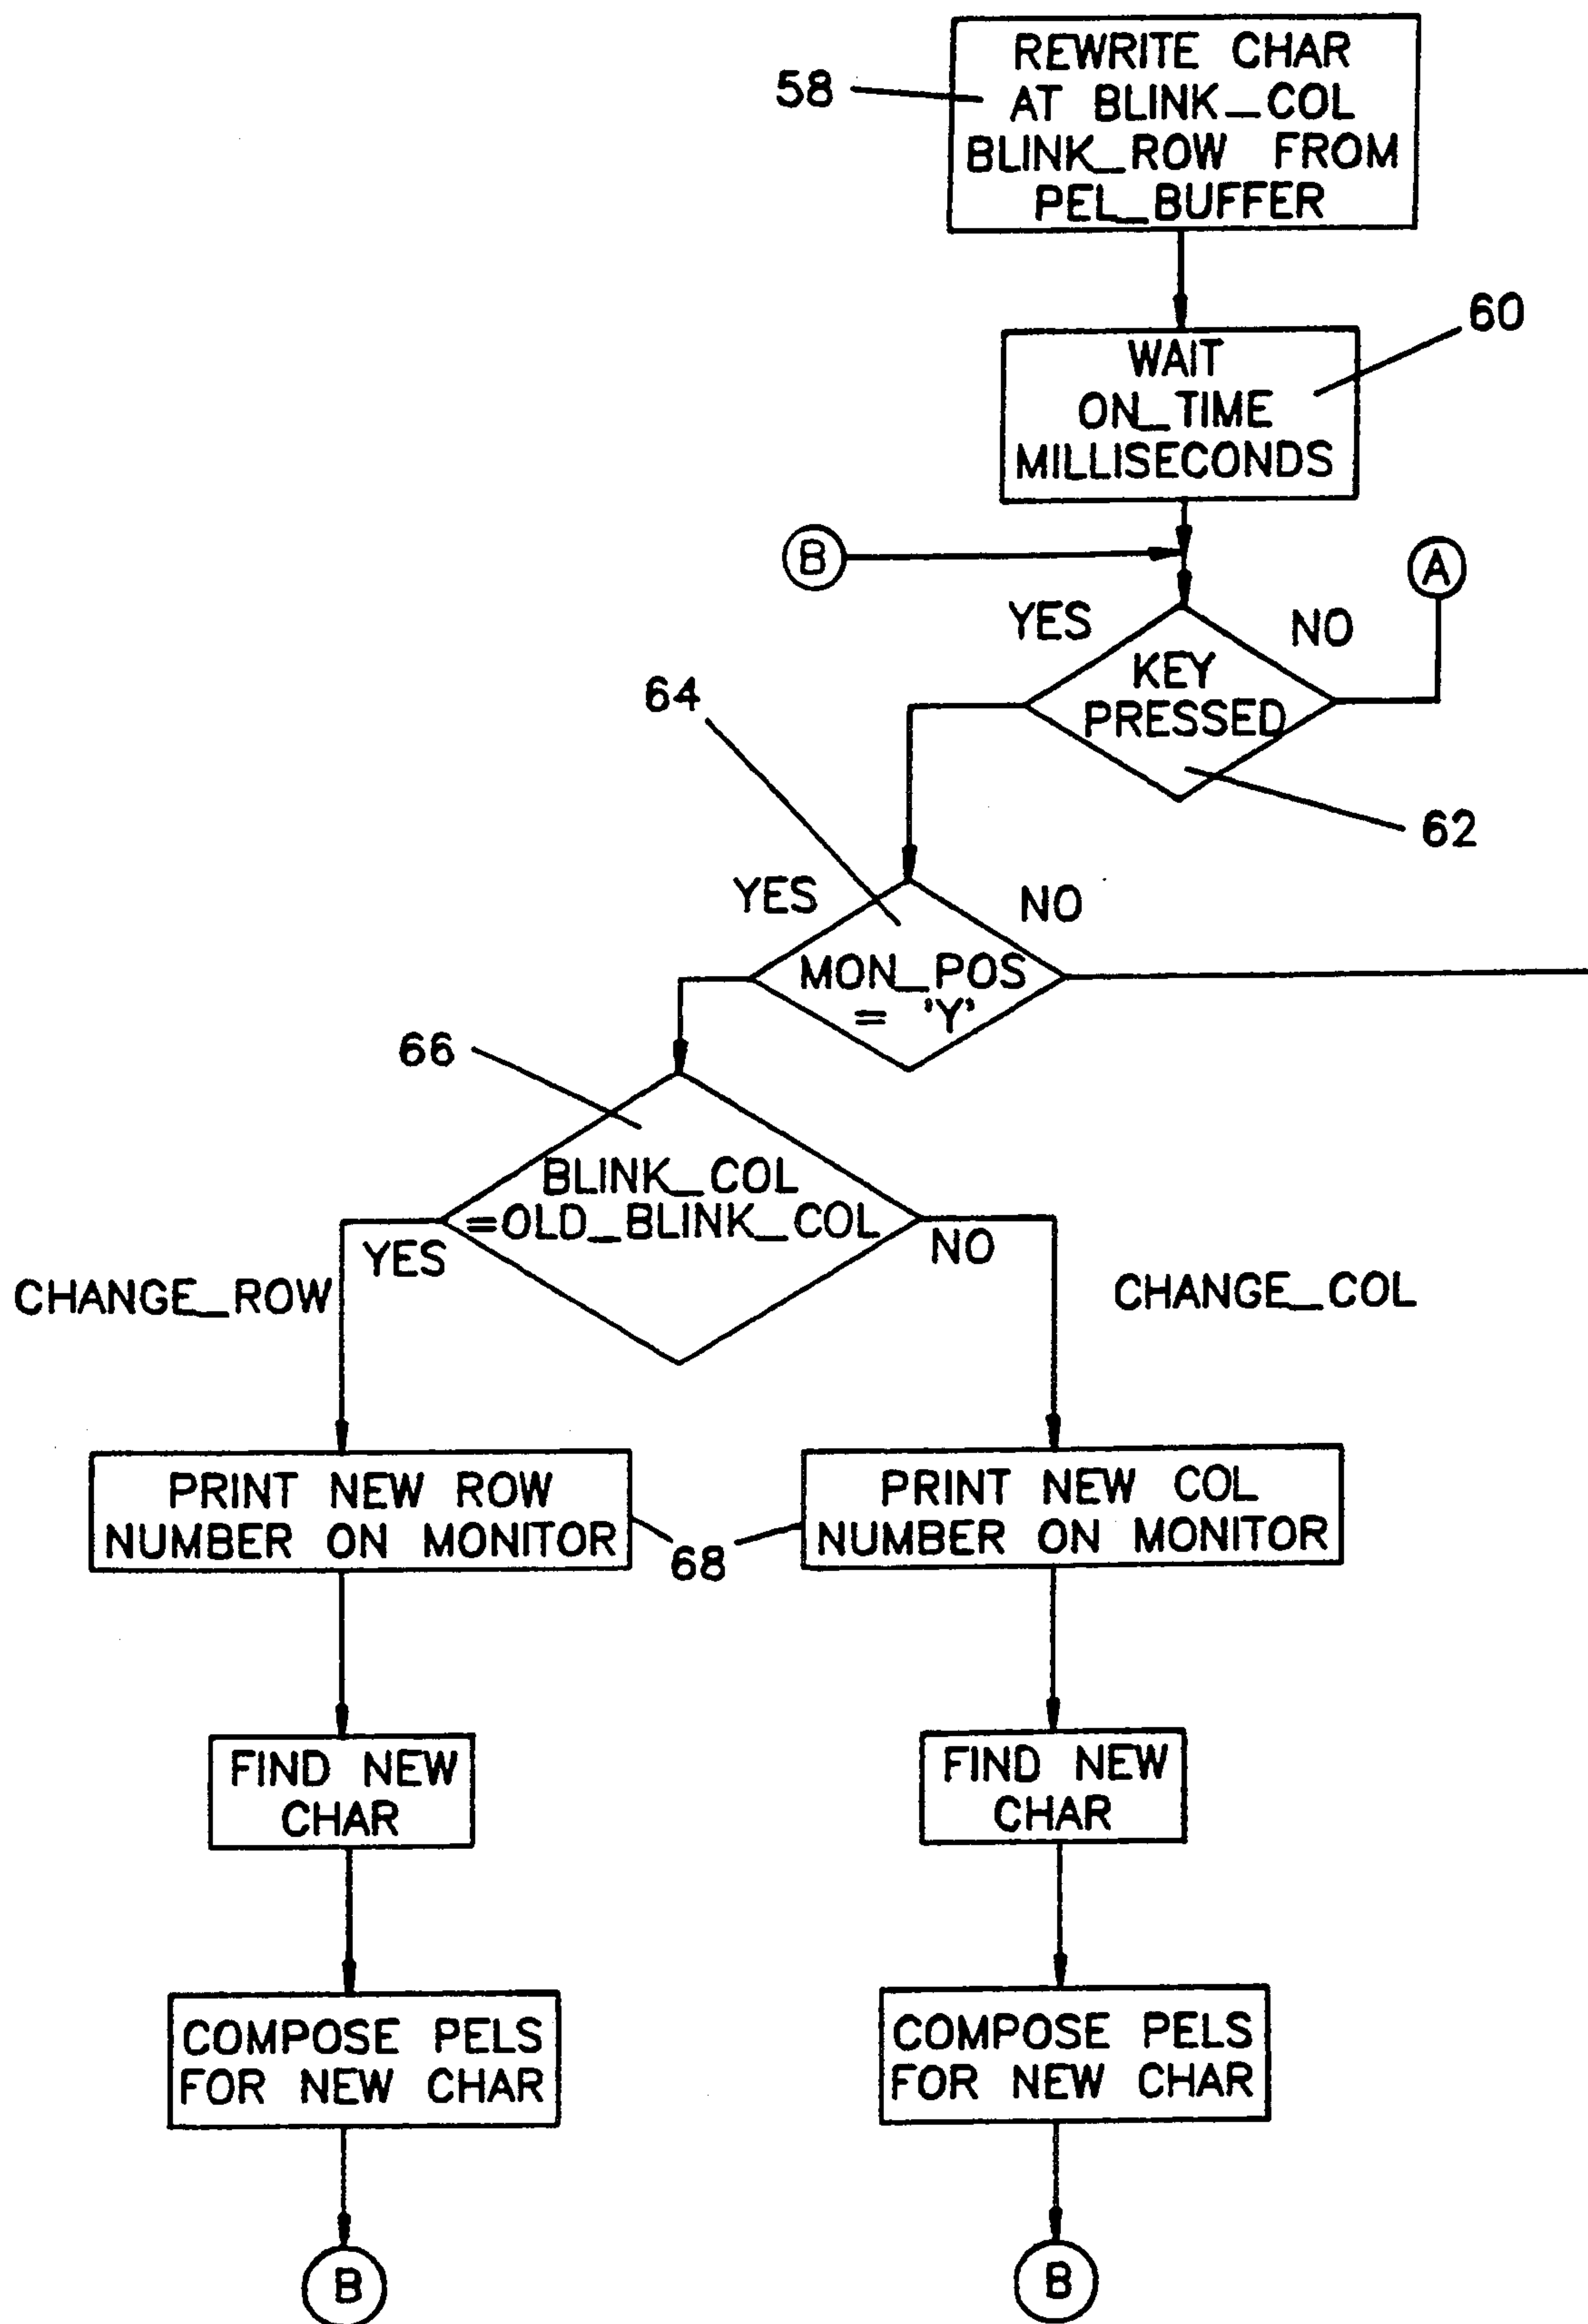 REWRITE CHAR
58
AT BLINK_COL
BLINK_ROW FROM
PEL_BUFFER
60
WAIT
ON_TIME
MILLISECONDS
B
A
YES
NO
KEY
PRESSED
64
62
YES
NO
MON_POS
= 'Y'
66
BLINK_COL
=OLD_BLINK_COL
YES
NO
CHANGE_ROW
CHANGE_COL
PRINT NEW ROW
NUMBER ON MONITOR
68
PRINT NEW COL
NUMBER ON MONITOR
FIND NEW
CHAR
FIND NEW
CHAR
COMPOSE PELS
FOR NEW CHAR
COMPOSE PELS
FOR NEW CHAR
B
B